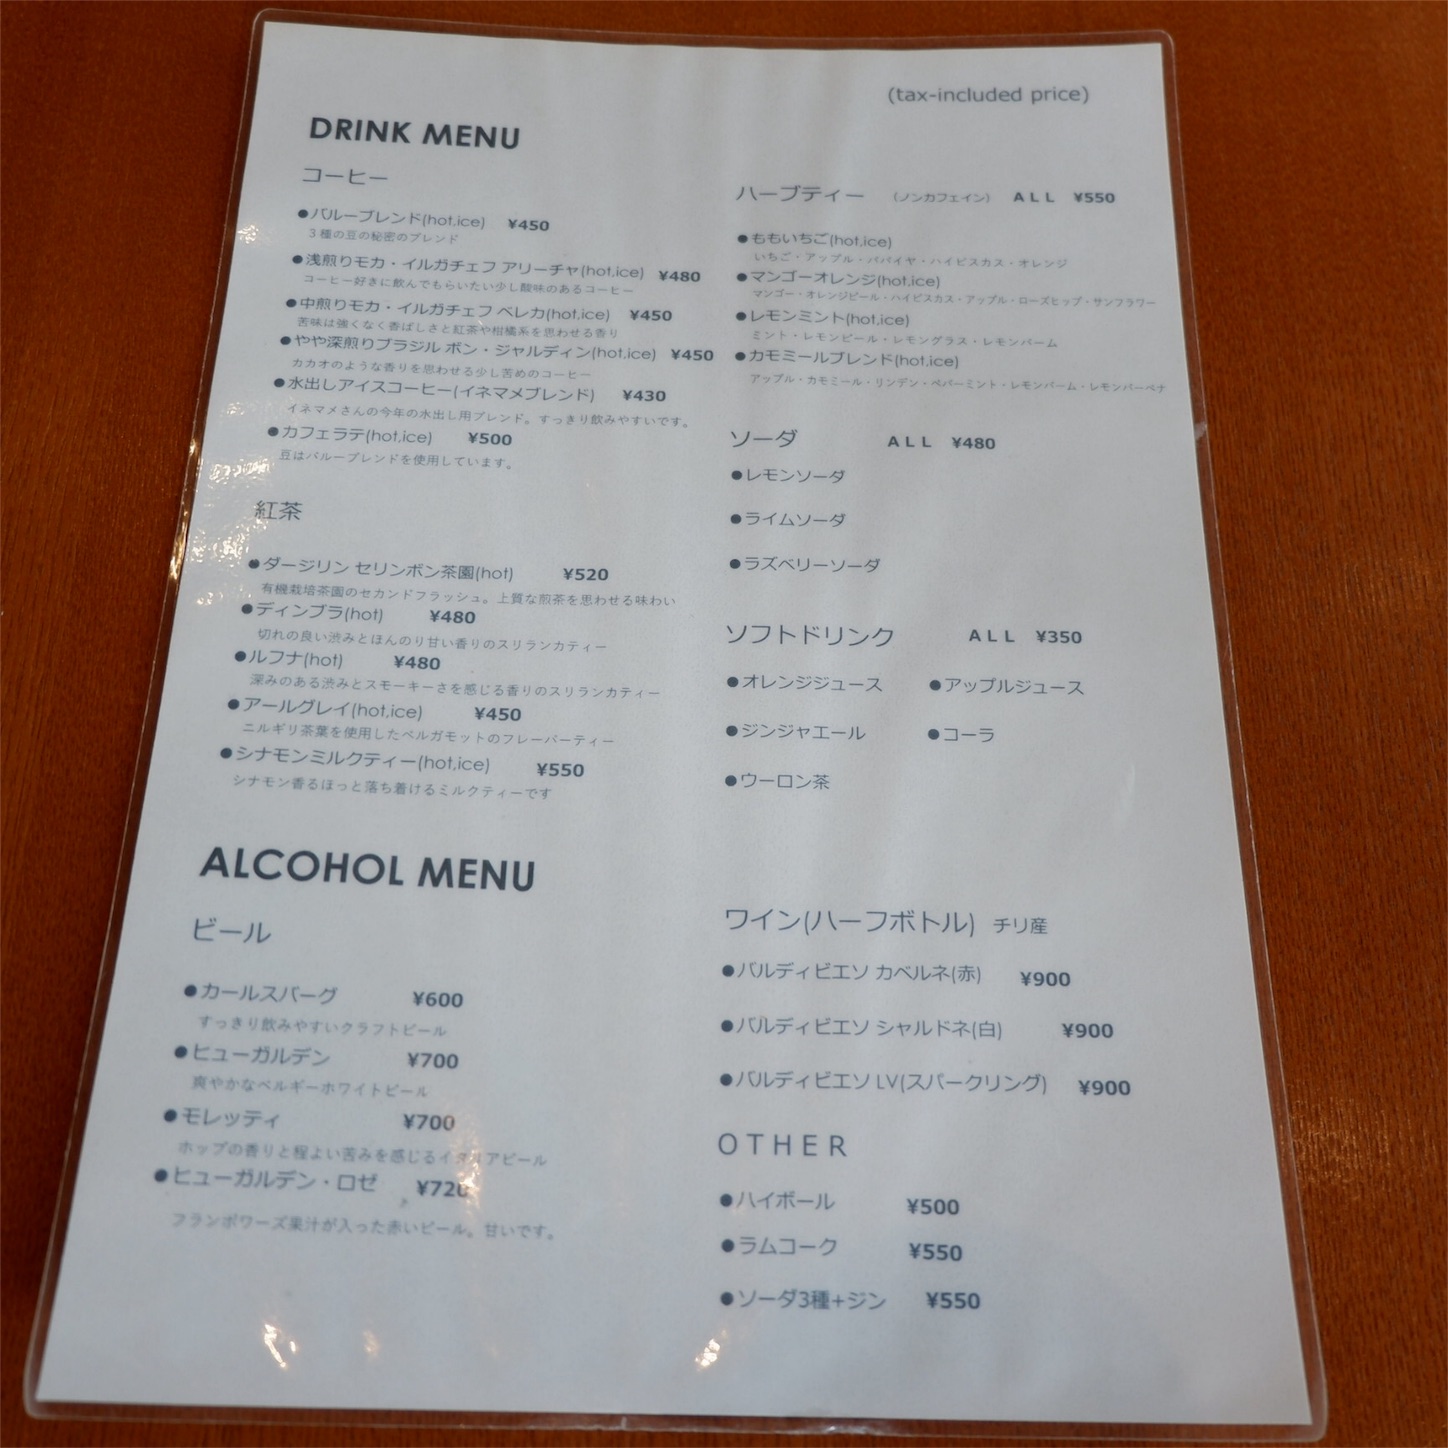 (tax-included price)
DRINK MENU
コーヒー
●バルーブレンド(hot,ice) ¥450
3種の豆の秘密のブレンド
●浅煎りモカ・イルガチェフ アリーチャ(hot,ice) ¥480
コーヒー好きに飲んでもらいたい少し酸味のあるコーヒー
●中煎りモカ・イルガチェフ ベレカ(hot,ice) ¥450
苦味は強くなく香ばしさと紅茶や柑橘系を思わせる香り
●やや深煎りブラジル ボン・ジャルディン(hot,ice) ¥450
カカオのような香りを思わせる少し苦めのコーヒー
●水出しアイスコーヒー(イネマメブレンド) ¥430
イネマメさんの今年の水出し用ブレンド。すっきり飲みやすいです。
●カフェラテ(hot,ice) ¥500
豆はバルーブレンドを使用しています。
紅茶
●ダージリン セリンボン茶園(hot) ¥520
有機栽培茶園のセカンドフラッシュ。上質な煎茶を思わせる味わい
●ディンブラ(hot) ¥480
切れの良い渋みとほんのり甘い香りのスリランカティー
●ルフナ(hot) ¥480
深みのある渋みとスモーキーさを感じる香りのスリランカティー
●アールグレイ(hot,ice) ¥450
ニルギリ茶葉を使用したベルガモットのフレーバーティー
●シナモンミルクティー(hot,ice) ¥550
シナモン香るほっと落ち着けるミルクティーです
ハーブティー (ノンカフェイン) ALL ¥550
●ももいちご(hot,ice)
いちご・アップル・パパイヤ・ハイビスカス・オレンジ
●マンゴーオレンジ(hot,ice)
マンゴー・オレンジピール・ハイビスカス・アップル・ローズヒップ・サンフラワー
●レモンミント(hot,ice)
ミント・レモンピール・レモングラス・レモンバーム
●カモミールブレンド(hot,ice)
アップル・カモミール・リンデン・ペパーミント・レモンバーム・レモンバーベナ
ソーダ ALL ¥480
●レモンソーダ
●ライムソーダ
●ラズベリーソーダ
ソフトドリンク ALL ¥350
●オレンジジュース ●アップルジュース
●ジンジャエール ●コーラ
●ウーロン茶
ALCOHOL MENU
ビール
●カールスバーグ ¥600
すっきり飲みやすいクラフトビール
●ヒューガルデン ¥700
爽やかなベルギーホワイトビール
●モレッティ ¥700
ホップの香りと程よい苦みを感じるイタリアビール
●ヒューガルデン・ロゼ ¥720
フランボワーズ果汁が入った赤いビール。甘いです。
ワイン(ハーフボトル) チリ産
●バルディビエソ カベルネ(赤) ¥900
●バルディビエソ シャルドネ(白) ¥900
●バルディビエソ LV(スパークリング) ¥900
OTHER
●ハイボール ¥500
●ラムコーク ¥550
●ソーダ3種+ジン ¥550